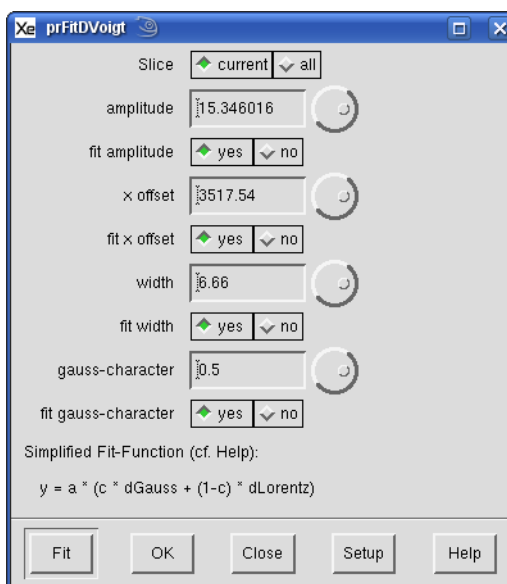 Xe prFitDVoigt
Slice current all
amplitude 15.346016
fit amplitude yes no
x offset 3517.54
fit x offset yes no
width 6.66
fit width yes no
gauss-character 0.5
fit gauss-character yes no
Simplified Fit-Function (cf. Help):
y = a * (c * dGauss + (1-c) * dLorentz)
Fit OK Close Setup Help